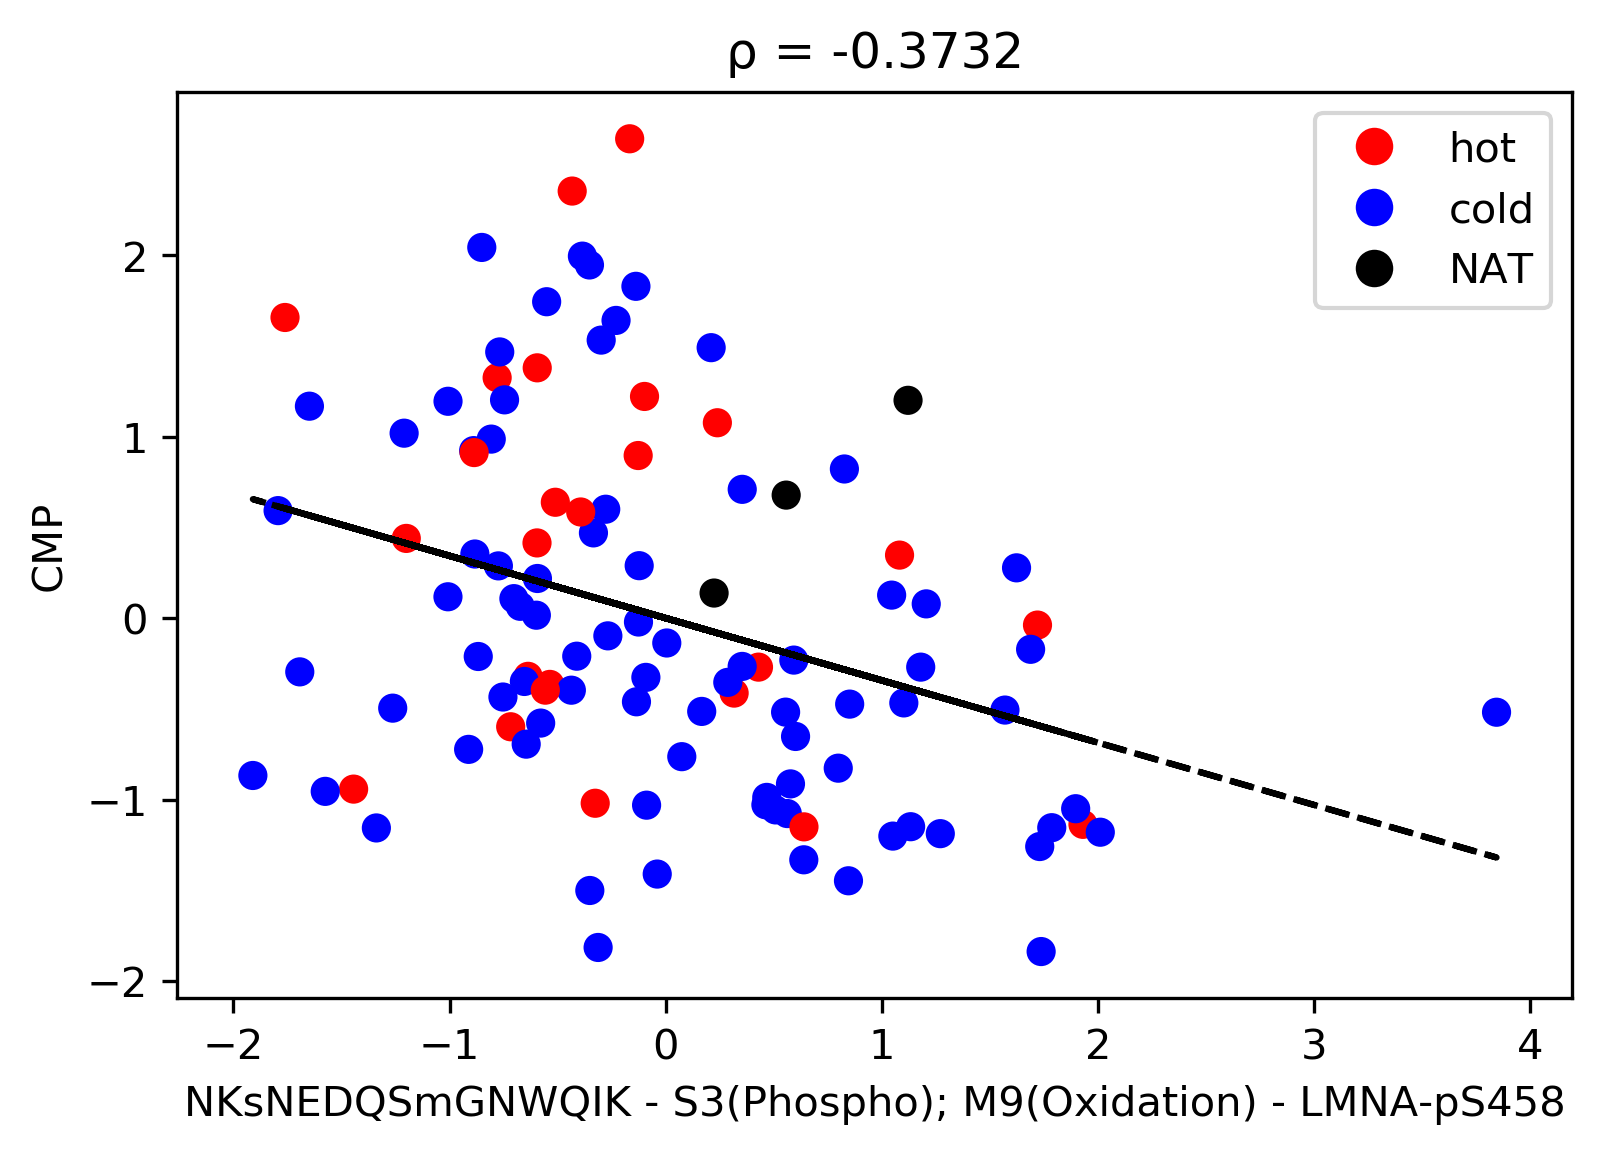 ρ = -0.3732
hot
cold
NAT
CMP
2
1
0
−1
−2
−2 −1 0 1 2 3 4
NKsNEDQSmGNWQIK - S3(Phospho); M9(Oxidation) - LMNA-pS458